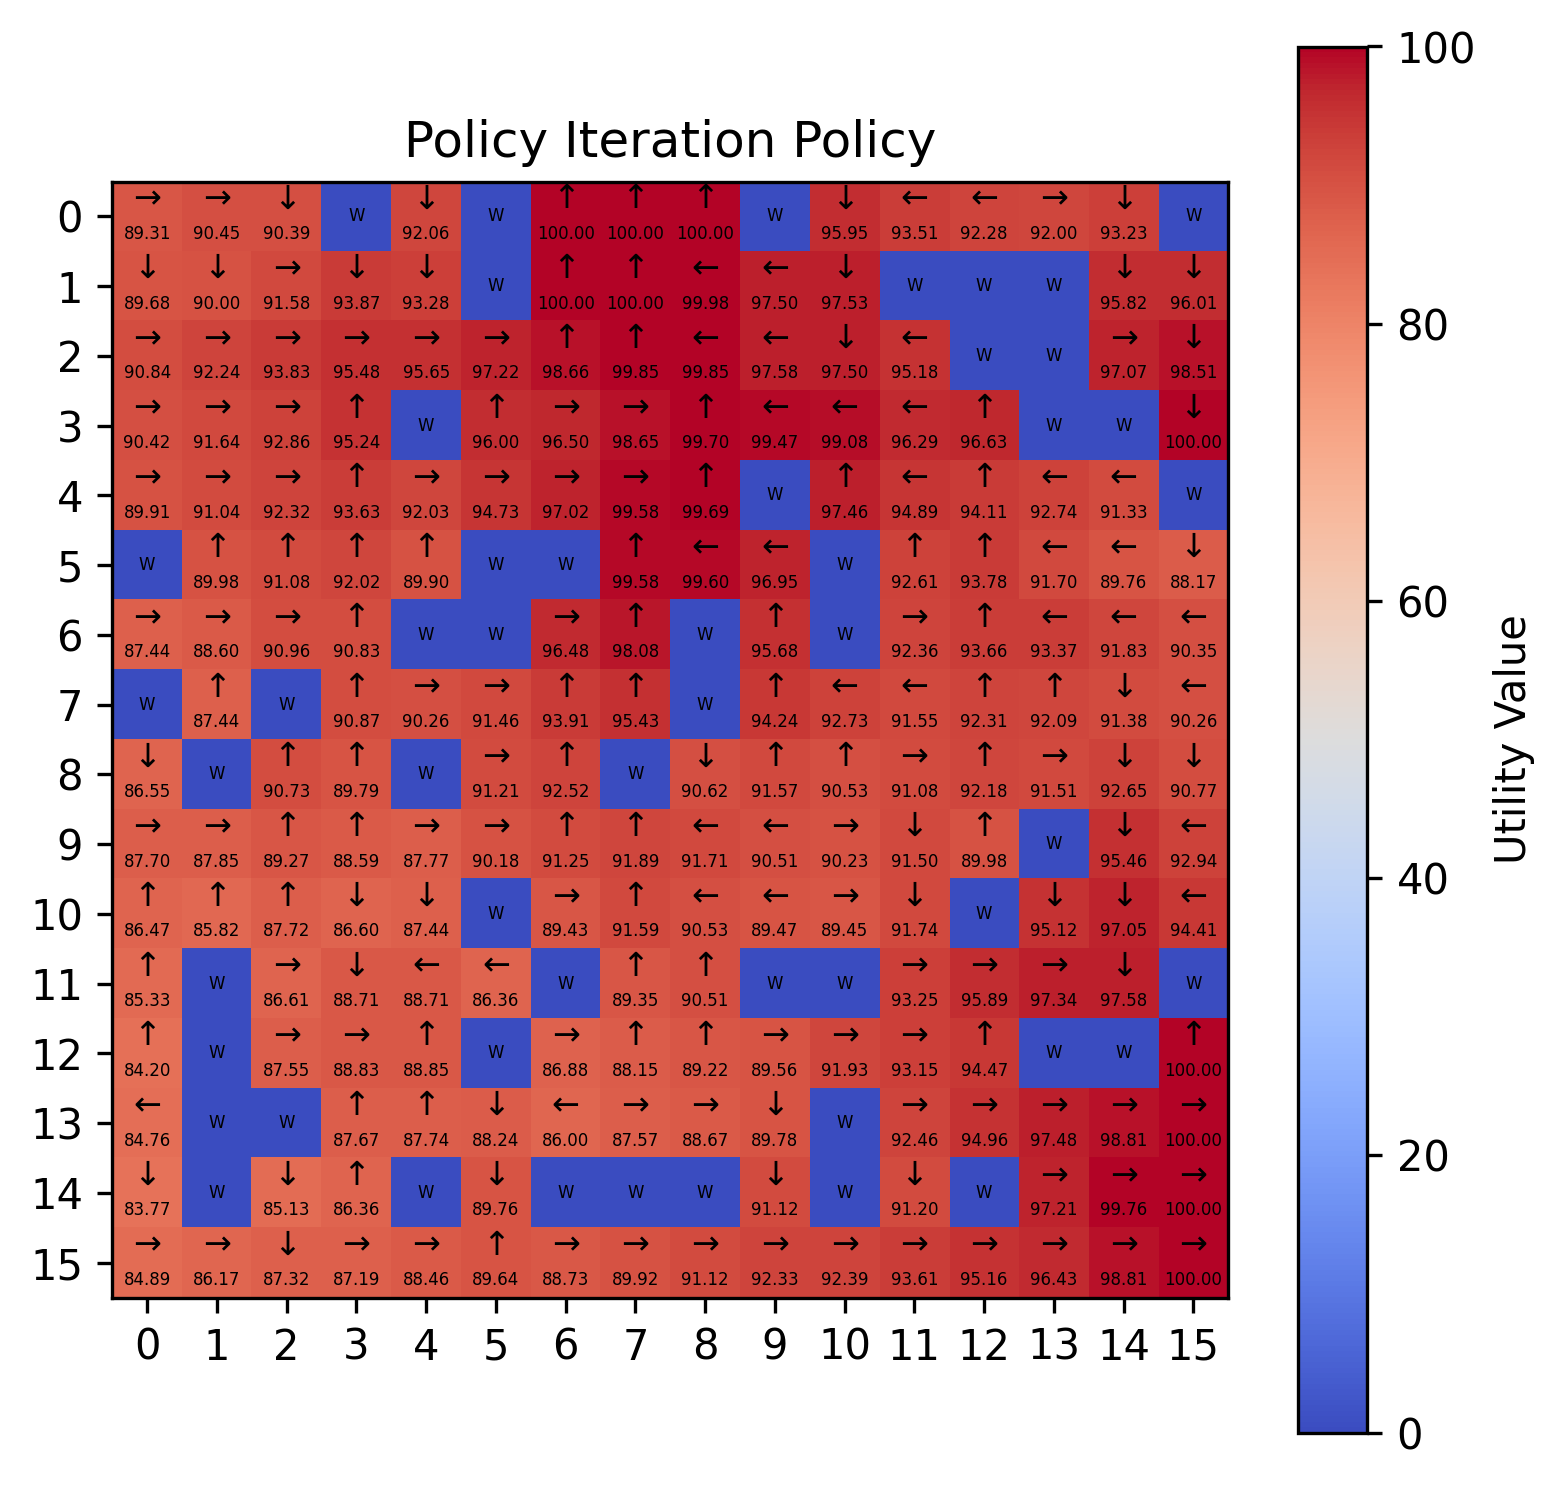 Policy Iteration Policy
0 → → ↓ W ↓ W ↑ ↑ ↑ W ↓ ← ← → ↓ W
89.31 90.45 90.39 92.06 100.00 100.00 100.00 95.95 93.51 92.28 92.00 93.23
1 ↓ ↓ → ↓ ↓ W ↑ ↑ ← ← ↓ W W W ↓ ↓
89.68 90.00 91.58 93.87 93.28 100.00 100.00 99.98 97.50 97.53 95.82 96.01
2 → → → → → → ↑ ↑ ← ← ↓ ← W W → ↓
90.84 92.24 93.83 95.48 95.65 97.22 98.66 99.85 99.85 97.58 97.50 95.18 97.07 98.51
3 → → → ↑ W ↑ → → ↑ ← ← ← ↑ W W ↓
90.42 91.64 92.86 95.24 96.00 96.50 98.65 99.70 99.47 99.08 96.29 96.63 100.00
4 → → → ↑ → → → → ↑ W ↑ ← ↑ ← ← W
89.91 91.04 92.32 93.63 92.03 94.73 97.02 99.58 99.69 97.46 94.89 94.11 92.74 91.33
5 W ↑ ↑ ↑ ↑ W W ↑ ← ← W ↑ ↑ ← ← ↓
89.98 91.08 92.02 89.90 99.58 99.60 96.95 92.61 93.78 91.70 89.76 88.17
6 → → → ↑ W W → ↑ W ↑ W → ↑ ← ← ←
87.44 88.60 90.96 90.83 96.48 98.08 95.68 92.36 93.66 93.37 91.83 90.35
7 W ↑ W ↑ → → ↑ ↑ W ↑ ← ← ↑ ↑ ↓ ←
87.44 90.87 90.26 91.46 93.91 95.43 94.24 92.73 91.55 92.31 92.09 91.38 90.26
8 ↓ W ↑ ↑ W → ↑ W ↓ ↑ ↑ → ↑ → ↓ ↓
86.55 90.73 89.79 91.21 92.52 90.62 91.57 90.53 91.08 92.18 91.51 92.65 90.77
9 → → ↑ ↑ → → ↑ ↑ ← ← → ↓ ↑ W ↓ ←
87.70 87.85 89.27 88.59 87.77 90.18 91.25 91.89 91.71 90.51 90.23 91.50 89.98 95.46 92.94
10 ↑ ↑ ↑ ↓ ↓ W → ↑ ← ← → ↓ W ↓ ↓ ←
86.47 85.82 87.72 86.60 87.44 89.43 91.59 90.53 89.47 89.45 91.74 95.12 97.05 94.41
11 ↑ W → ↓ ← ← W ↑ ↑ W W → → → ↓ W
85.33 86.61 88.71 88.71 86.36 89.35 90.51 93.25 95.89 97.34 97.58
12 ↑ W → → ↑ W → ↑ ↑ → → → ↑ W W ↑
84.20 87.55 88.83 88.85 86.88 88.15 89.22 89.56 91.93 93.15 94.47 100.00
13 ← W W ↑ ↑ ↓ ← → → ↓ W → → → → →
84.76 87.67 87.74 88.24 86.00 87.57 88.67 89.78 92.46 94.96 97.48 98.81 100.00
14 ↓ W ↓ ↑ W ↓ W W W ↓ W ↓ W → → →
83.77 85.13 86.36 89.76 91.12 91.20 97.21 99.76 100.00
15 → → ↓ → → ↑ → → → → → → → → → →
84.89 86.17 87.32 87.19 88.46 89.64 88.73 89.92 91.12 92.33 92.39 93.61 95.16 96.43 98.81 100.00
0 1 2 3 4 5 6 7 8 9 10 11 12 13 14 15
100
80
60
40
20
0
Utility Value